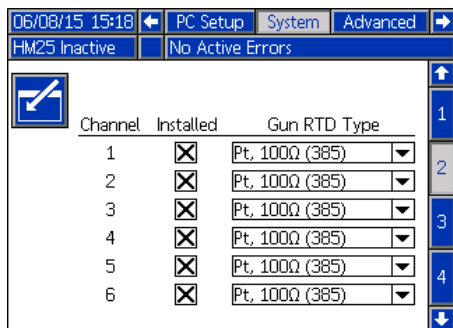 06/08/15 15:18 PC Setup System Advanced
HM25 Inactive No Active Errors
Channel Installed Gun RTD Type
1 Pt, 100Ω (385)
2 Pt, 100Ω (385)
3 Pt, 100Ω (385)
4 Pt, 100Ω (385)
5 Pt, 100Ω (385)
6 Pt, 100Ω (385)
1
2
3
4